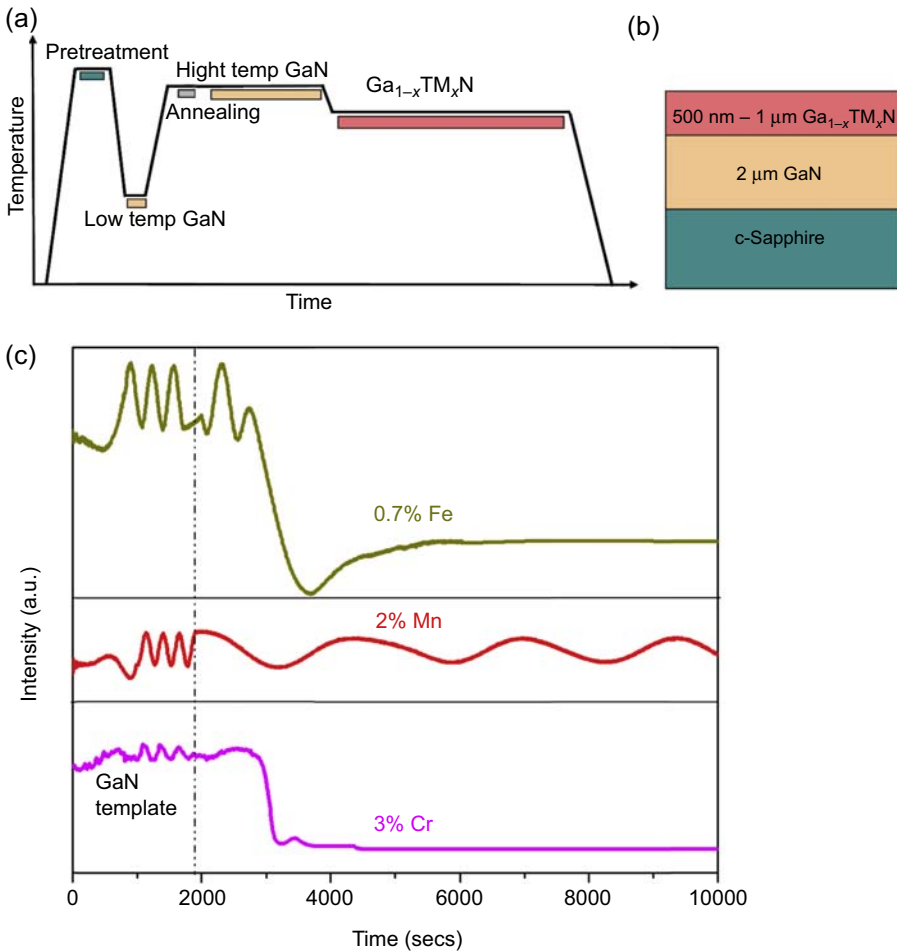 (a)
Pretreatment
Hight temp GaN
Ga₁₋ₓTMₓN
Annealing
Low temp GaN
Temperature
Time
(b)
500 nm – 1 μm Ga₁₋ₓTMₓN
2 μm GaN
c-Sapphire
(c)
0.7% Fe
2% Mn
GaN
template
3% Cr
Intensity (a.u.)
0 2000 4000 6000 8000 10000
Time (secs)